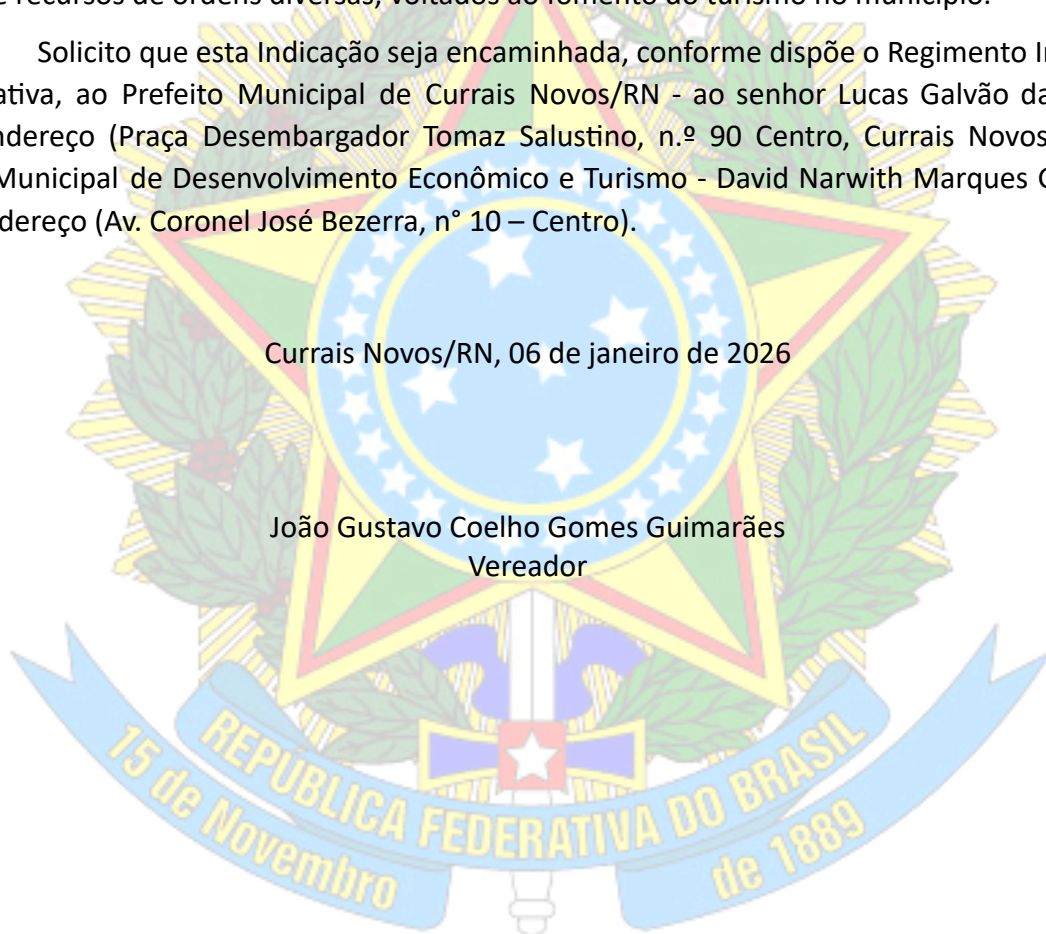 recursos de ordens diversas, voltados ao fomento do turismo no município.
Solicito que esta Indicação seja encaminhada, conforme dispõe o Regimento
ativa, ao Prefeito Municipal de Currais Novos/RN - ao senhor Lucas Galvão da
ndereço (Praça Desembargador Tomaz Salustino, n.º 90 Centro, Currais Novos
Municipal de Desenvolvimento Econômico e Turismo - David Narwith Marques
dereço (Av. Coronel José Bezerra, n° 10 – Centro).
Currais Novos/RN, 06 de janeiro de 2026
João Gustavo Coelho Gomes Guimarães
Vereador
REPÚBLICA FEDERATIVA DO BRASIL
15 de Novembro
de 1889